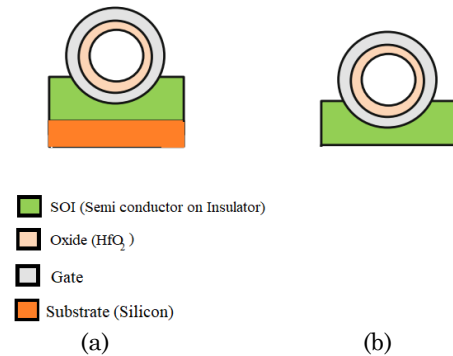 SOI (Semi conductor on Insulator)
Oxide (HfO₂ )
Gate
Substrate (Silicon)
(a) (b)